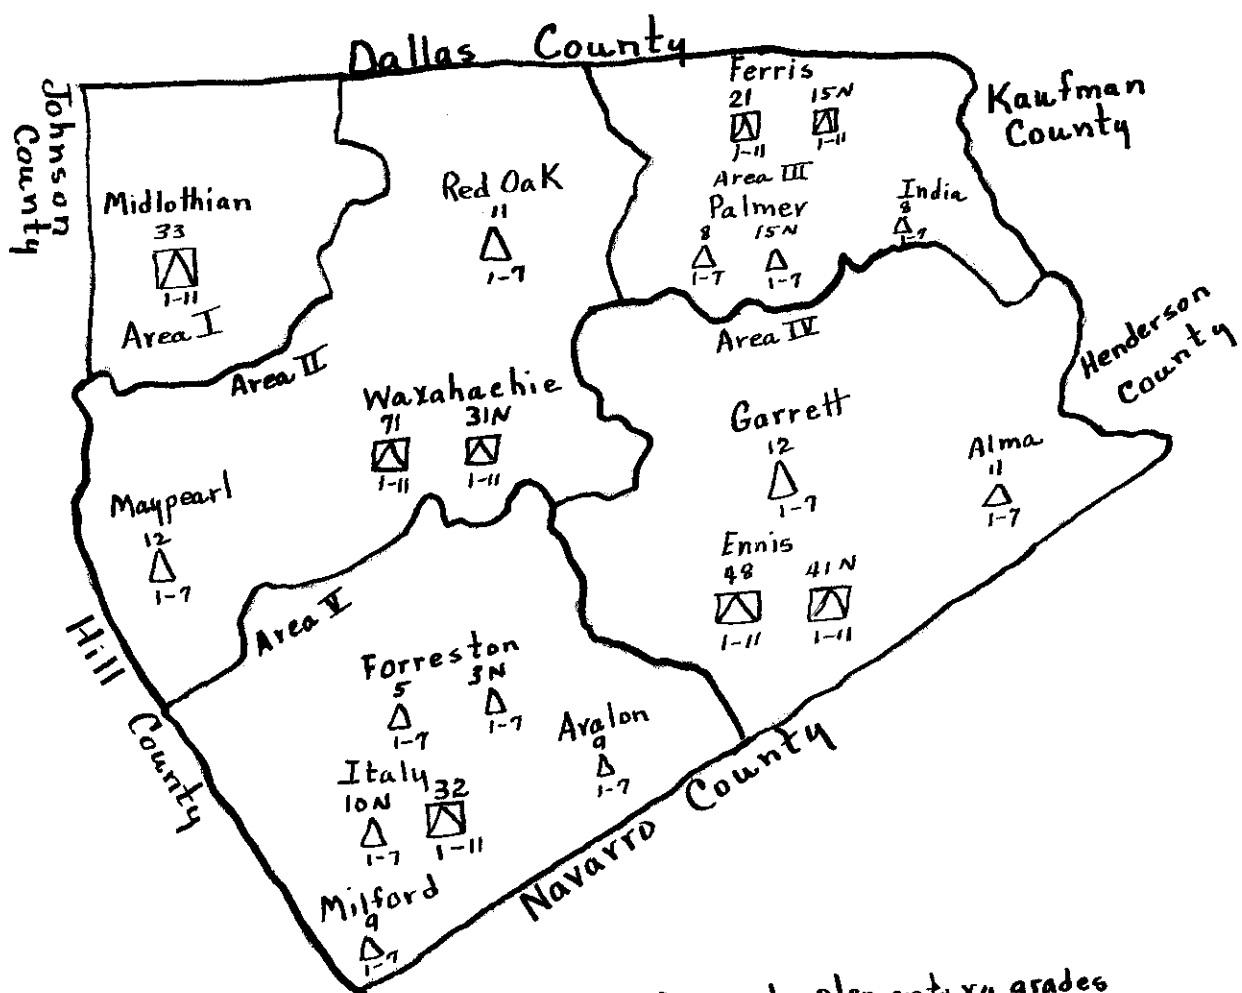 Dallas County
Johnson
County
Kaufman
County
Ferris
21 15N
1-11 1-11
Area III
Midlothian
33
1-11
Area I
Red Oak
11
1-7
Palmer
8 15N
1-7 1-7
India
8
1-7
Area IV
Henderson
County
Area II
Waxahachie
71 31N
1-11 1-11
Garrett
12
1-7
Alma
11
1-7
Maypearl
12
1-7
Ennis
48 41N
1-11 1-11
Hill
County
Area V
Forreston
5 3N
1-7 1-7
Avalon
9
1-7
Italy
10N 32
1-7 1-11
Navarro County
Milford
9
1-7
grades